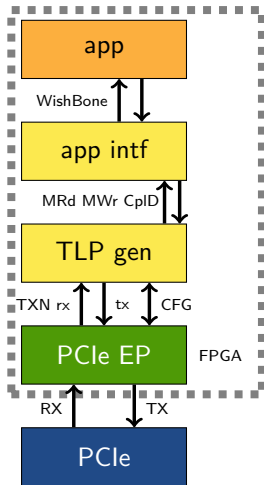 app
WishBone
app intf
MRd MWr CplD
TLP gen
TXN rx tx CFG
PCIe EP FPGA
RX TX
PCIe